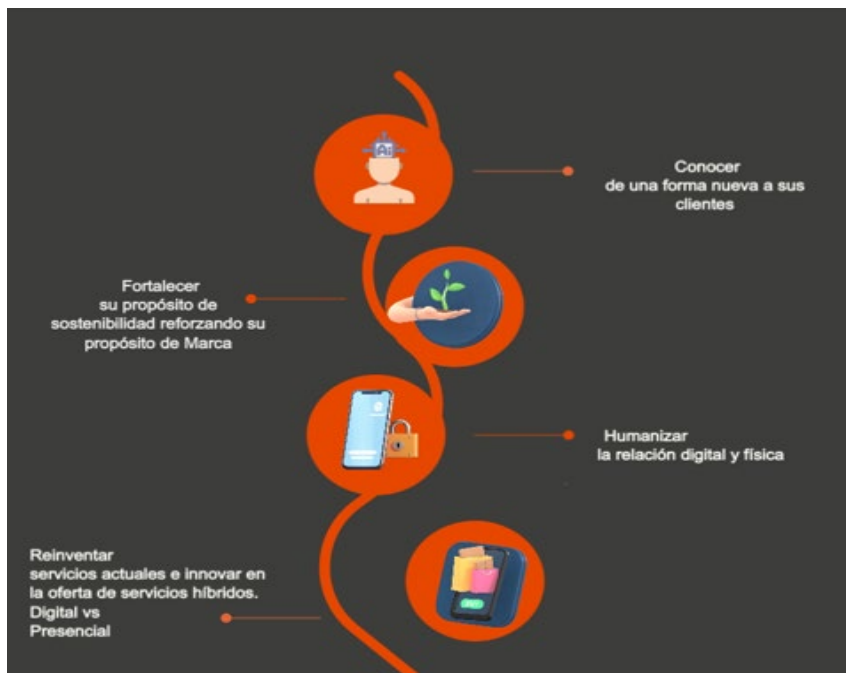 Ai
Conocer
de una forma nueva a sus
clientes
Fortalecer
su propósito de
sostenibilidad reforzando su
propósito de Marca
Humanizar
la relación digital y física
Reinventar
servicios actuales e innovar en
la oferta de servicios híbridos.
Digital vs
Presencial